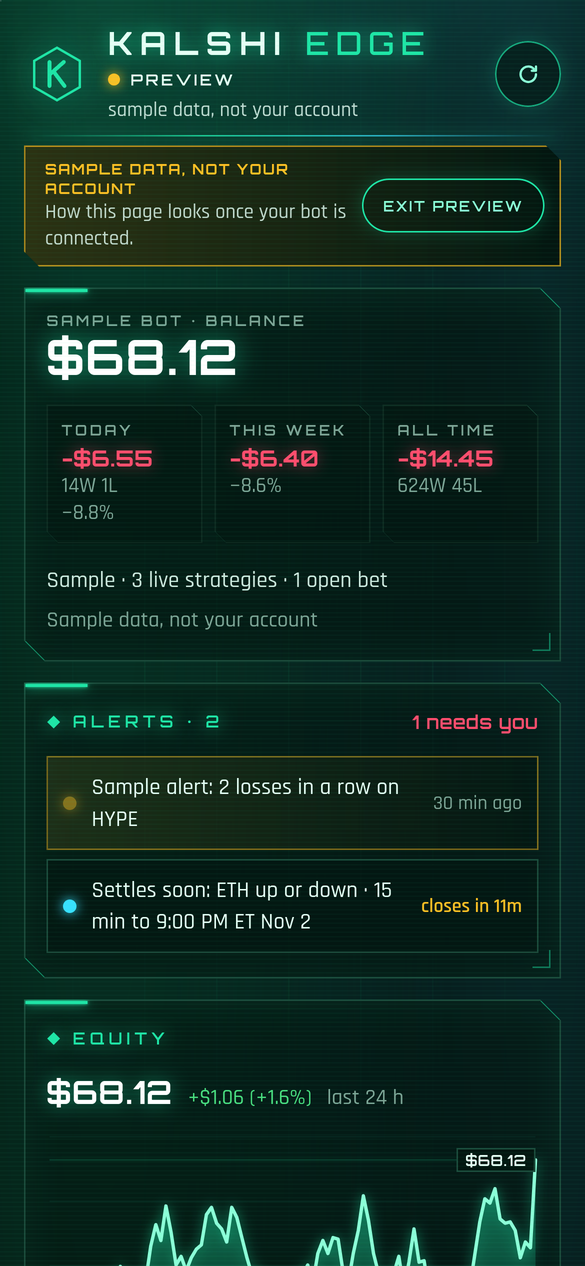 KALSHI EDGE
PREVIEW
sample data, not your account
SAMPLE DATA, NOT YOUR
ACCOUNT
How this page looks once your bot is
connected.
EXIT PREVIEW
SAMPLE BOT · BALANCE
$68.12
TODAY
-$6.55
14W 1L
−8.8%
THIS WEEK
-$6.40
−8.6%
ALL TIME
-$14.45
624W 45L
Sample · 3 live strategies · 1 open bet
Sample data, not your account
ALERTS · 2
1 needs you
Sample alert: 2 losses in a row on
HYPE
30 min ago
Settles soon: ETH up or down · 15
min to 9:00 PM ET Nov 2
closes in 11m
EQUITY
$68.12 +$1.06 (+1.6%) last 24 h
$68.12